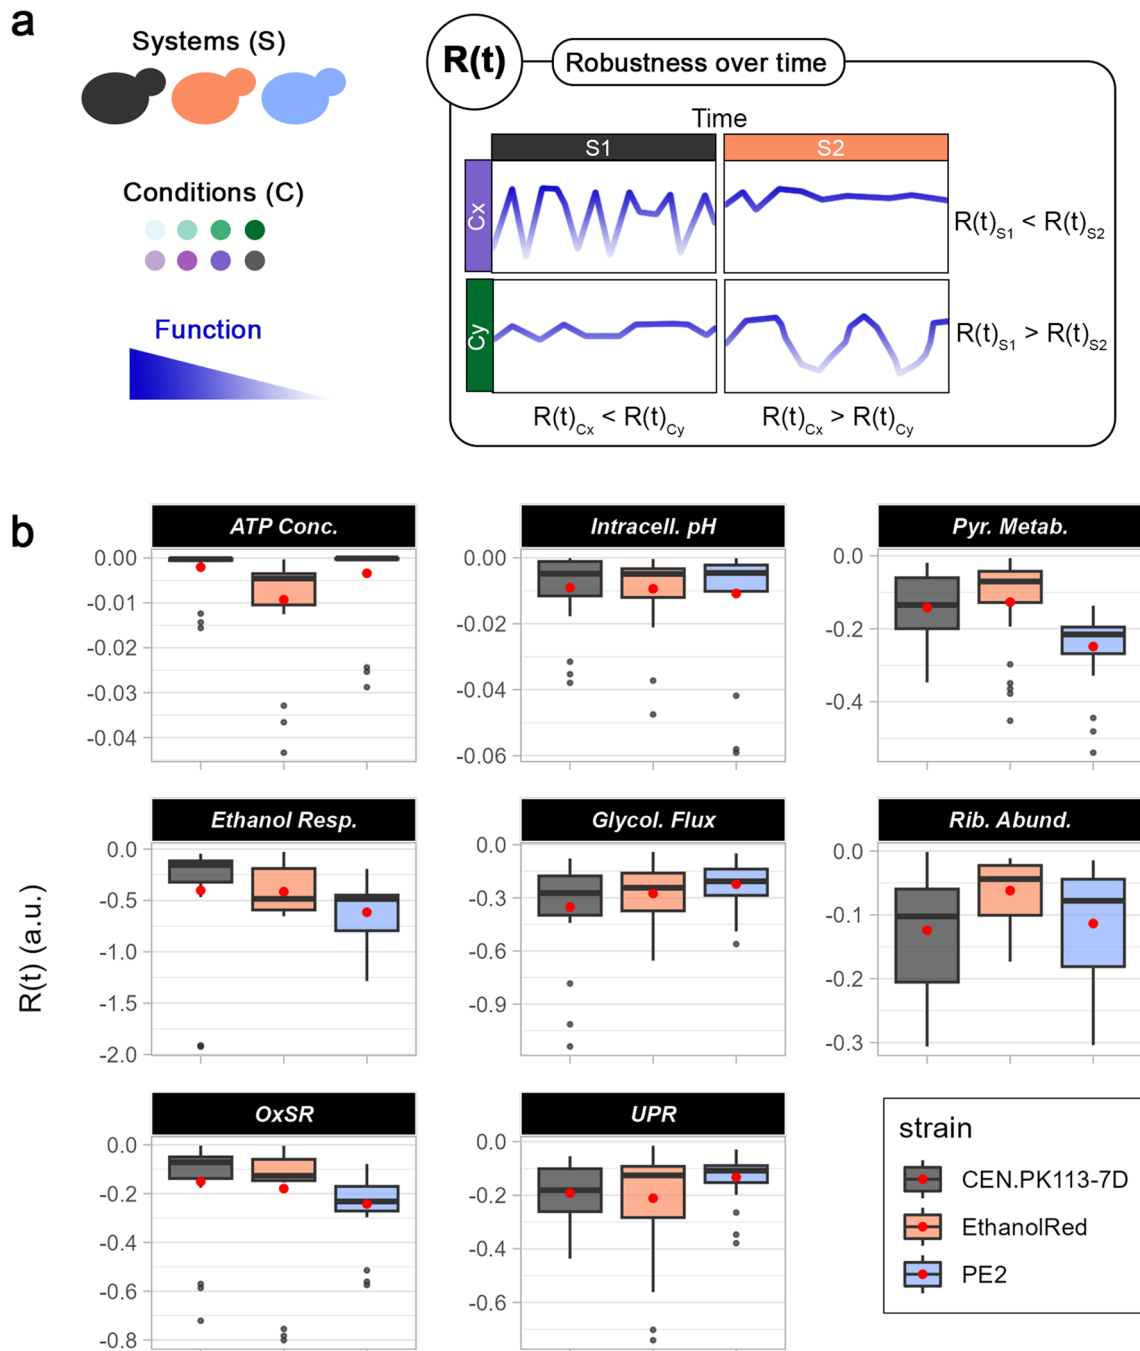 a
Systems (S)
Conditions (C)
Function
R(t)
Robustness over time
Time
S1
S2
Cx
R(t)S1 < R(t)S2
Cy
R(t)S1 > R(t)S2
R(t)Cx < R(t)Cy
R(t)Cx > R(t)Cy
b
R(t) (a.u.)
ATP Conc.
0.00
-0.01
-0.02
-0.03
-0.04
Intracell. pH
0.00
-0.02
-0.04
-0.06
Pyr. Metab.
0.0
-0.2
-0.4
Ethanol Resp.
0.0
-0.5
-1.0
-1.5
-2.0
Glycol. Flux
0.0
-0.3
-0.6
-0.9
Rib. Abund.
0.0
-0.1
-0.2
-0.3
OxSR
0.0
-0.2
-0.4
-0.6
-0.8
UPR
0.0
-0.2
-0.4
-0.6
strain
CEN.PK113-7D
EthanolRed
PE2